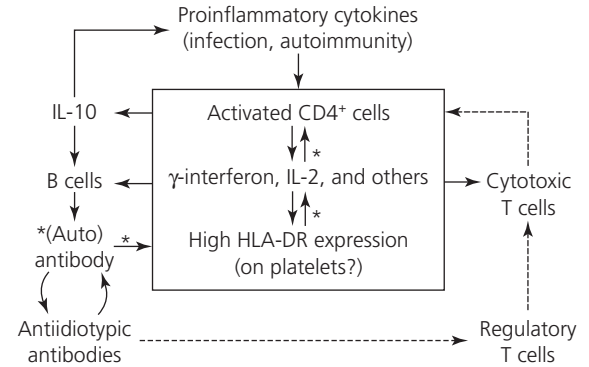 Proinflammatory cytokines
(infection, autoimmunity)
IL-10
Activated CD4⁺ cells
*
B cells
γ-interferon, IL-2, and others
Cytotoxic
T cells
*
*(Auto)
antibody
*
High HLA-DR expression
(on platelets?)
Antiidiotypic
antibodies
Regulatory
T cells